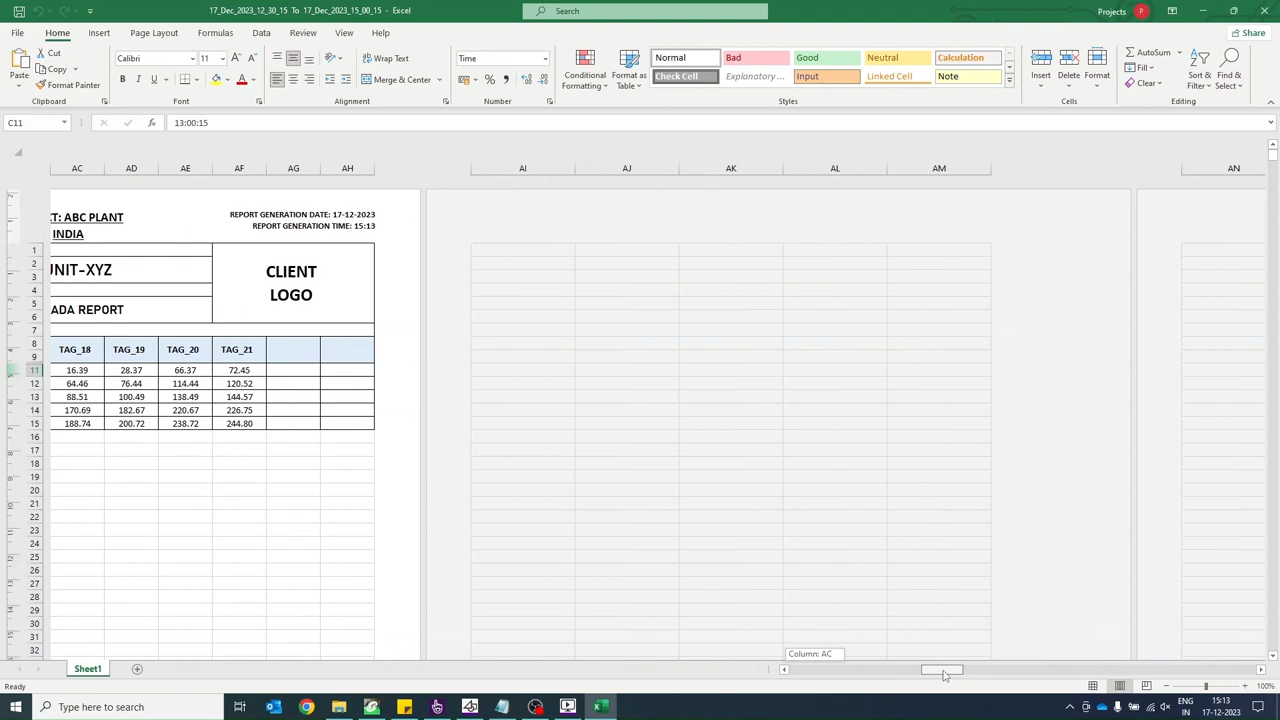 17_Dec_2023_12_30_15 To 17_Dec_2023_15_00_15 - Excel
Search
Projects
P
File Home Insert Page Layout Formulas Data Review View Help
Share
Paste
Cut
Copy
Format Painter
Clipboard
Calibri 11
B I U
Font
Wrap Text
Merge & Center
Alignment
Time
Number
Conditional Formatting
Format as Table
Normal Bad Good Neutral Calculation
Check Cell Explanatory ... Input Linked Cell Note
Styles
Insert Delete Format
Cells
AutoSum
Fill
Clear
Sort & Filter
Find & Select
Editing
C11
fx
13:00:15
AC AD AE AF AG AH AI AJ AK AL AM AN
CT: ABC PLANT
REPORT GENERATION DATE: 17-12-2023
INDIA
REPORT GENERATION TIME: 15:13
UNIT-XYZ
CLIENT
LOGO
ADA REPORT
TAG_18 TAG_19 TAG_20 TAG_21
16.39 28.37 66.37 72.45
64.46 76.44 114.44 120.52
88.51 100.49 138.49 144.57
170.69 182.67 220.67 226.75
188.74 200.72 238.72 244.80
1
2
3
4
5
6
7
8
9
11
12
13
14
15
16
17
18
19
20
21
22
23
24
25
26
27
28
29
30
31
32
Column: AC
Sheet1
Ready
100%
Type here to search
ENG
IN
15:13
17-12-2023